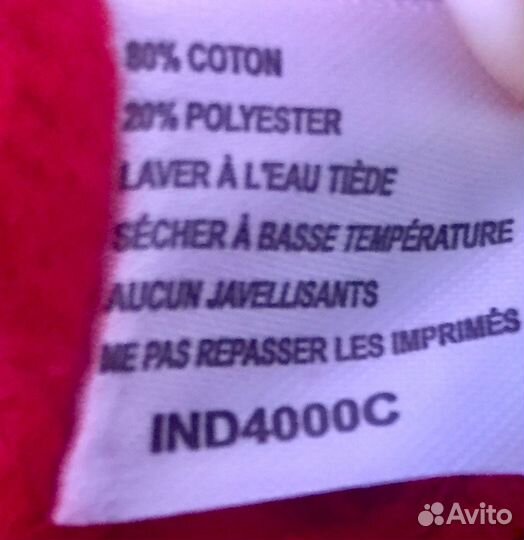 80% COTON
20% POLYESTER
LAVER À L'EAU TIÈDE
SÉCHER À BASSE TEMPÉRATURE
AUCUN JAVELLISANTS
NE PAS REPASSER LES IMPRIMÉS
IND4000C
Avito